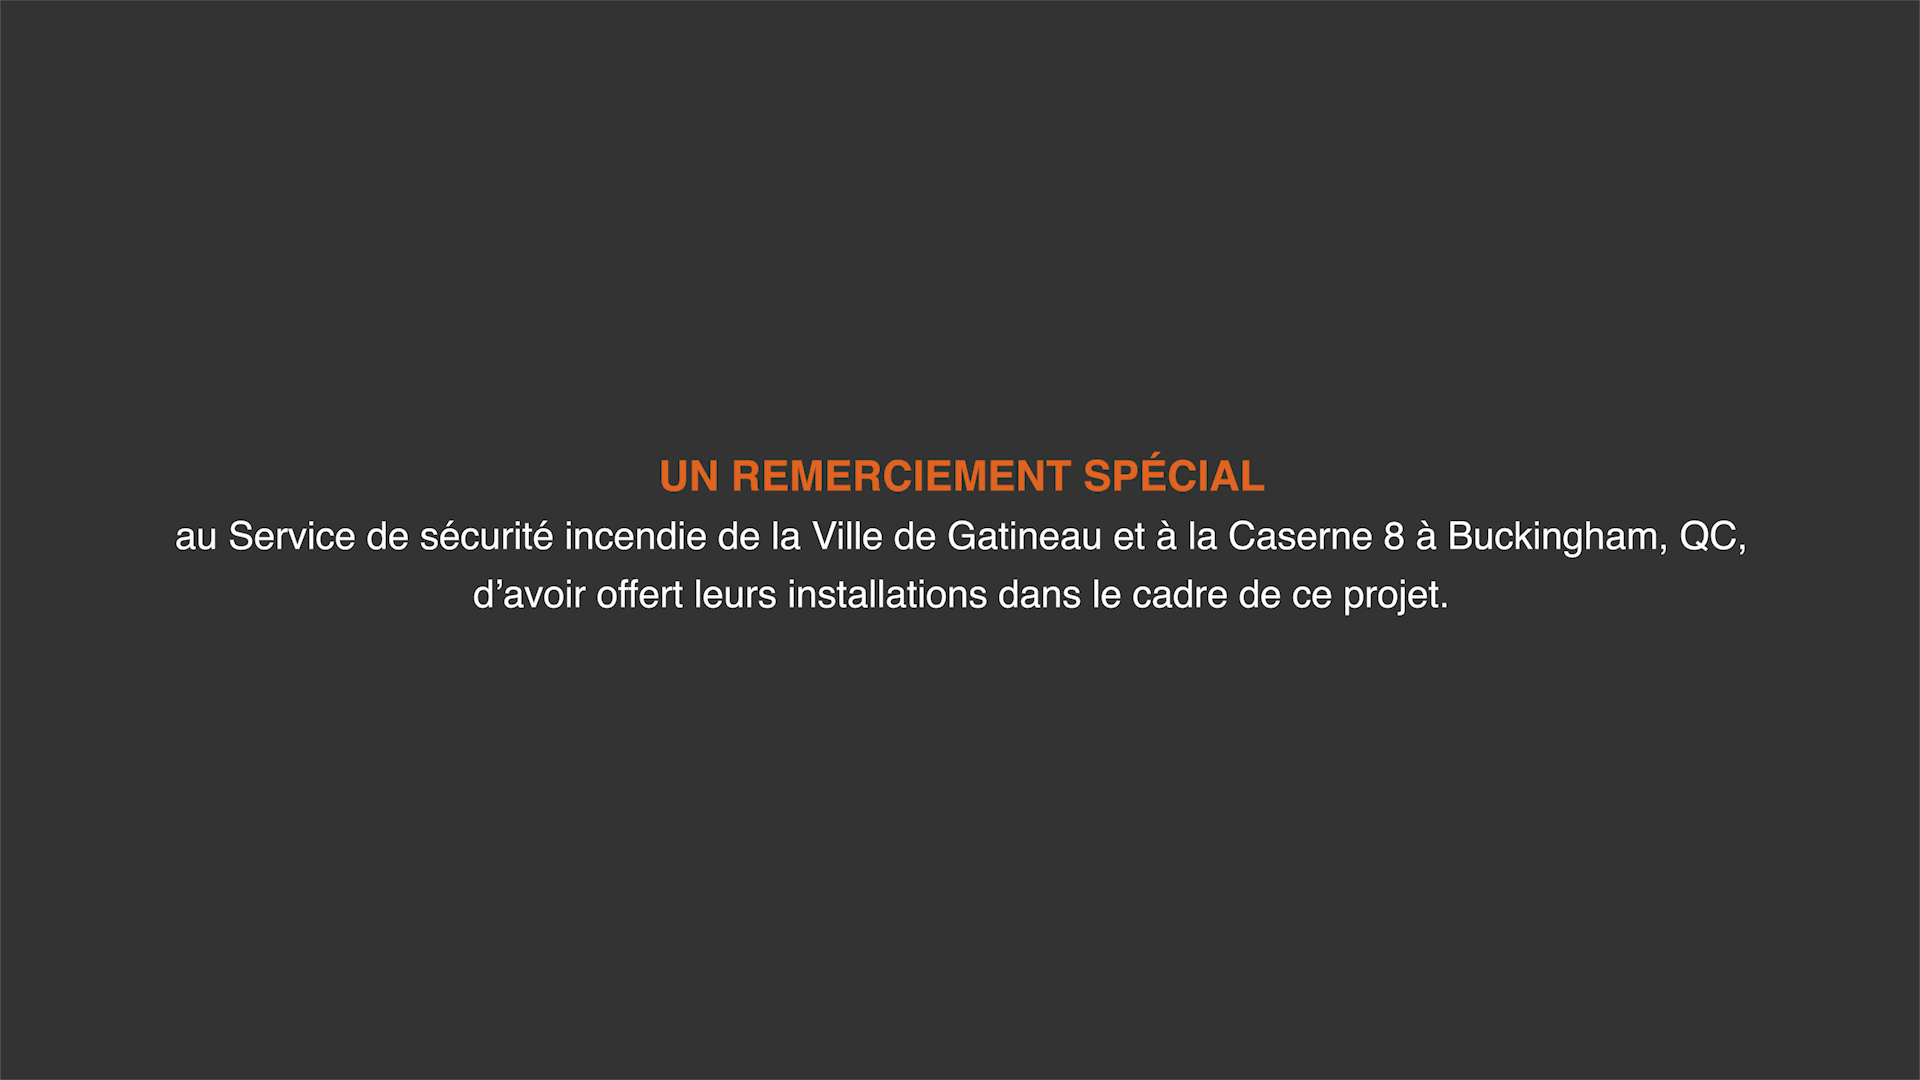 UN REMERCIEMENT SPÉCIAL
au Service de sécurité incendie de la Ville de Gatineau et à la Caserne 8 à Buckingham, QC,
d’avoir offert leurs installations dans le cadre de ce projet.